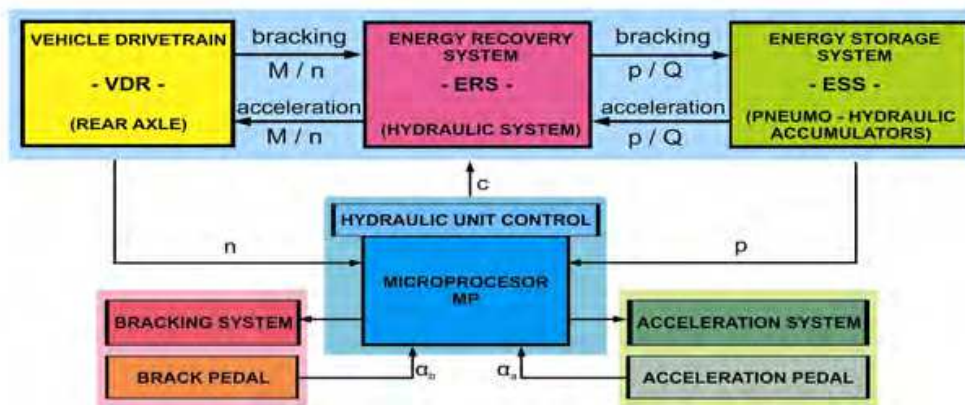 VEHICLE DRIVETRAIN
- VDR -
(REAR AXLE)
bracking
M / n
acceleration
M / n
ENERGY RECOVERY
SYSTEM
- ERS -
(HYDRAULIC SYSTEM)
bracking
p / Q
acceleration
p / Q
ENERGY STORAGE
SYSTEM
- ESS -
(PNEUMO - HYDRAULIC
ACCUMULATORS)
c
HYDRAULIC UNIT CONTROL
n
p
MICROPROCESOR
MP
BRACKING SYSTEM
ACCELERATION SYSTEM
BRACK PEDAL
αb
αa
ACCELERATION PEDAL